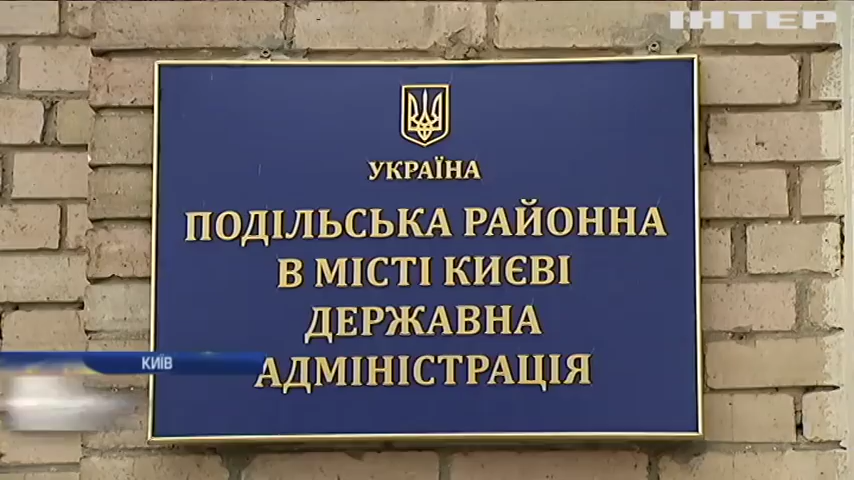 ІНТЕР
УКРАЇНА
ПОДІЛЬСЬКА РАЙОННА
В МІСТІ КИЄВІ
ДЕРЖАВНА
АДМІНІСТРАЦІЯ
КИЇВ